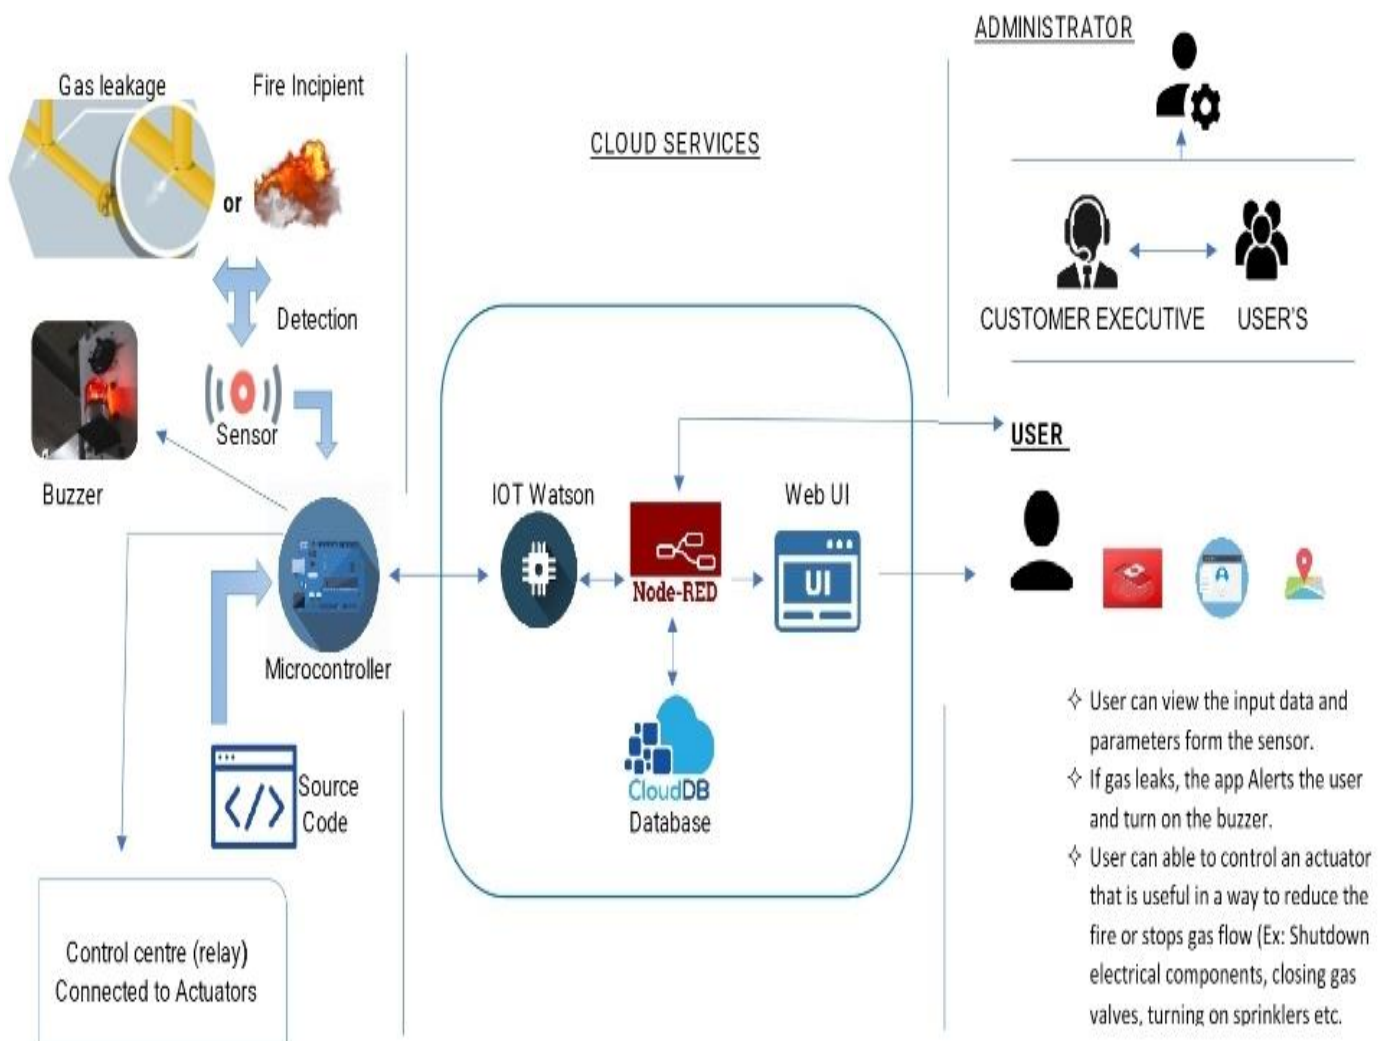 ADMINISTRATOR
Gas leakage
Fire Incipient
CLOUD SERVICES
or
CUSTOMER EXECUTIVE
USER'S
Detection
Sensor
USER
Buzzer
IOT Watson
Web UI
UI
Node-RED
Microcontroller
</>
Source
Code
CloudDB
Database
Control centre (relay)
Connected to Actuators
✧ User can view the input data and
parameters form the sensor.
✧ If gas leaks, the app Alerts the user
and turn on the buzzer.
✧ User can able to control an actuator
that is useful in a way to reduce the
fire or stops gas flow (Ex: Shutdown
electrical components, closing gas
valves, turning on sprinklers etc.